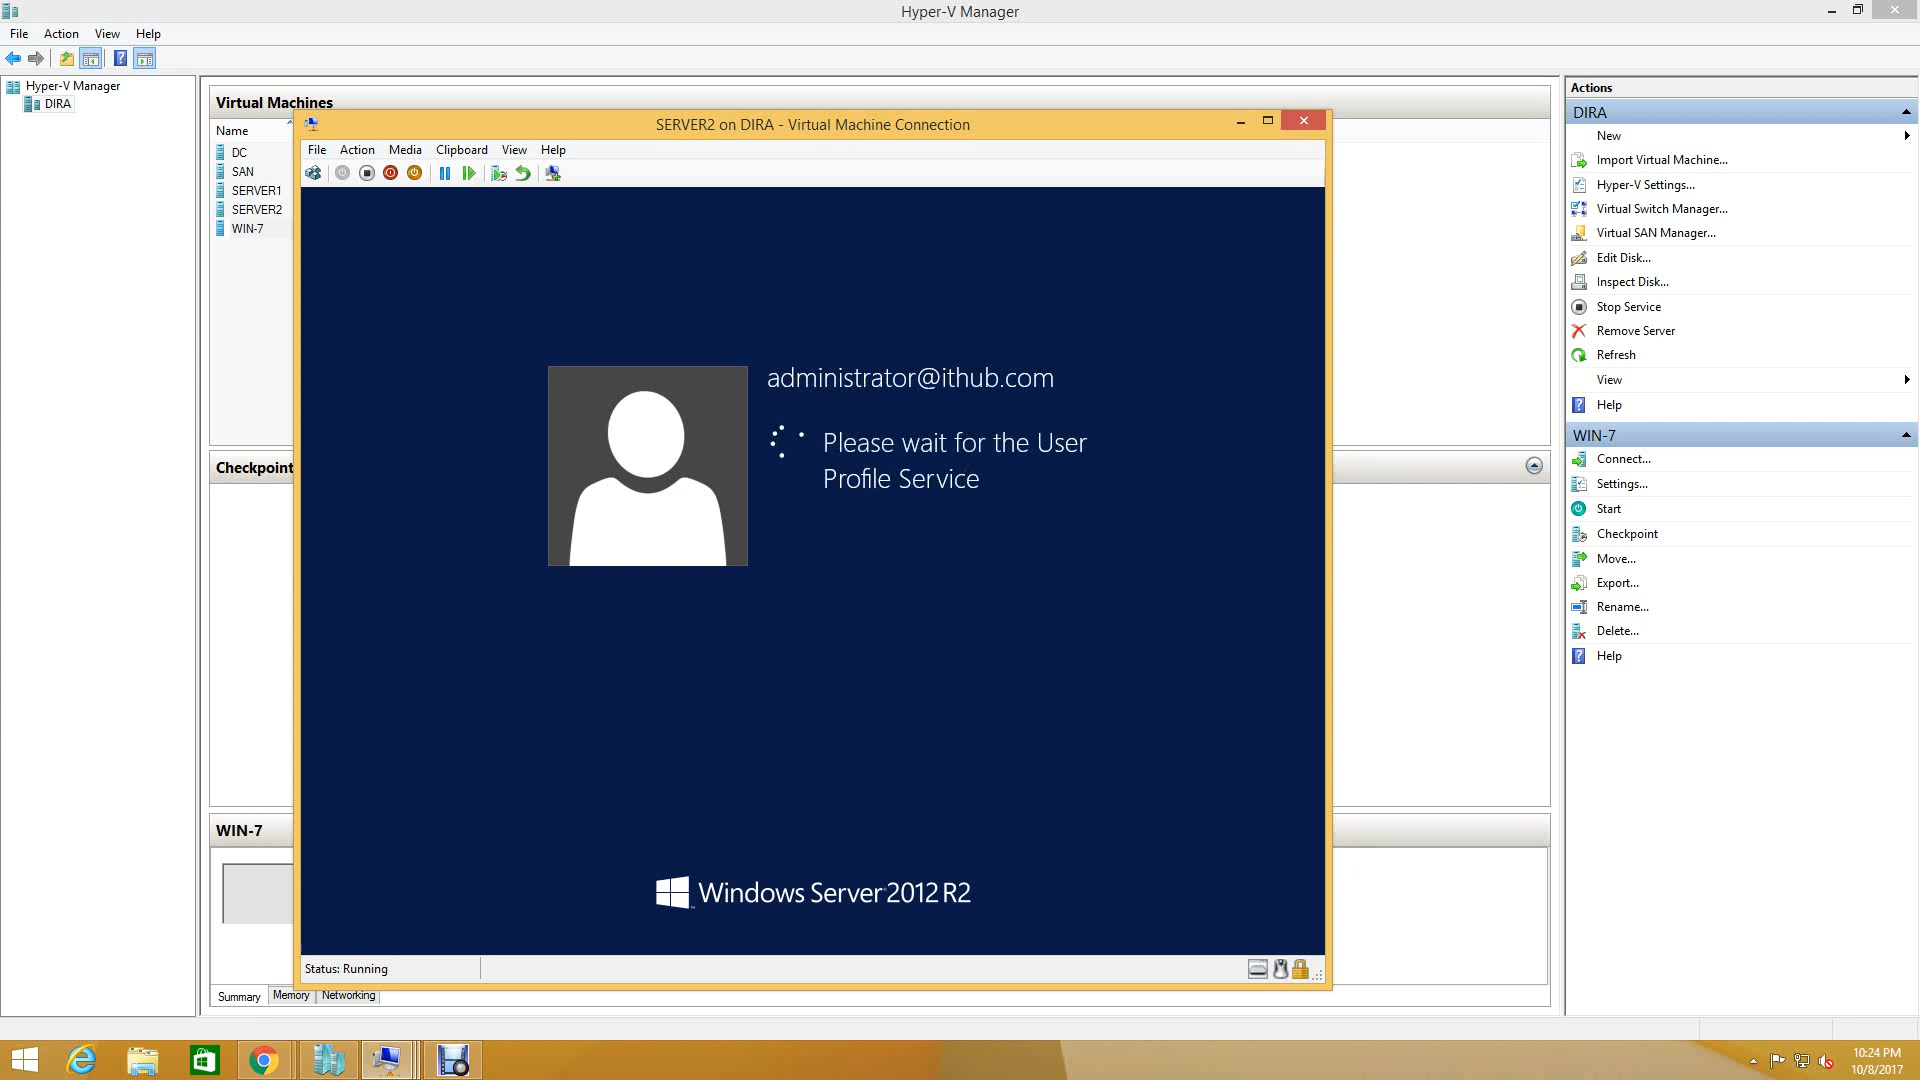 Hyper-V Manager
File Action View Help
Hyper-V Manager
DIRA
Virtual Machines
Name
DC
SAN
SERVER1
SERVER2
WIN-7
Checkpoint
WIN-7
Summary Memory Networking
SERVER2 on DIRA - Virtual Machine Connection
File Action Media Clipboard View Help
administrator@ithub.com
Please wait for the User
Profile Service
Windows Server 2012 R2
Status: Running
Actions
DIRA
New
Import Virtual Machine...
Hyper-V Settings...
Virtual Switch Manager...
Virtual SAN Manager...
Edit Disk...
Inspect Disk...
Stop Service
Remove Server
Refresh
View
Help
WIN-7
Connect...
Settings...
Start
Checkpoint
Move...
Export...
Rename...
Delete...
Help
10:24 PM
10/8/2017